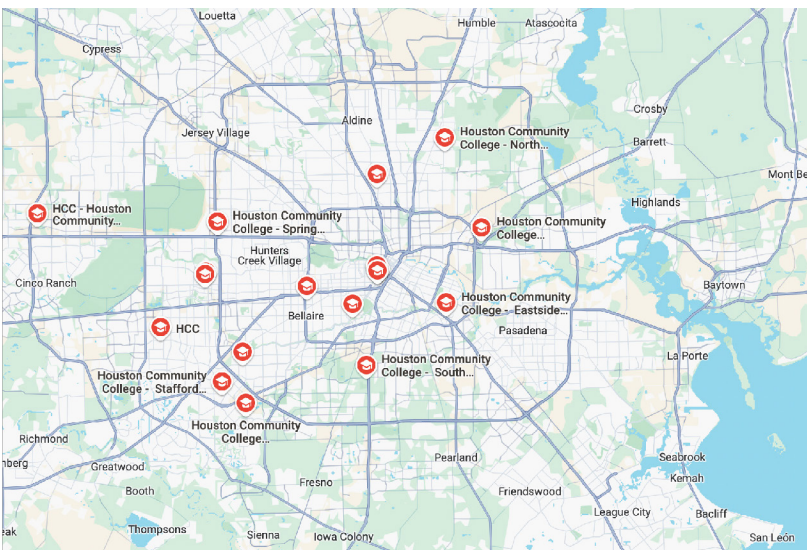 Louetta
Humble
Atascocita
Cypress
Crosby
Aldine
Jersey Village
Houston Community
College - North...
Barrett
Mont Be
HCC - Houston
Community...
Highlands
Houston Community
College - Spring...
Houston Community
College...
Hunters
Creek Village
Cinco Ranch
Baytown
Houston Community
College - Eastside...
Bellaire
HCC
Pasadena
La Porte
Houston Community
College - South...
Houston Community
College - Stafford...
Houston Community
College...
Richmond
Pearland
Seabrook
nberg
Greatwood
Kemah
Fresno
Booth
Friendswood
League City
Bacliff
Thompsons
eak
Sienna
Iowa Colony
San León